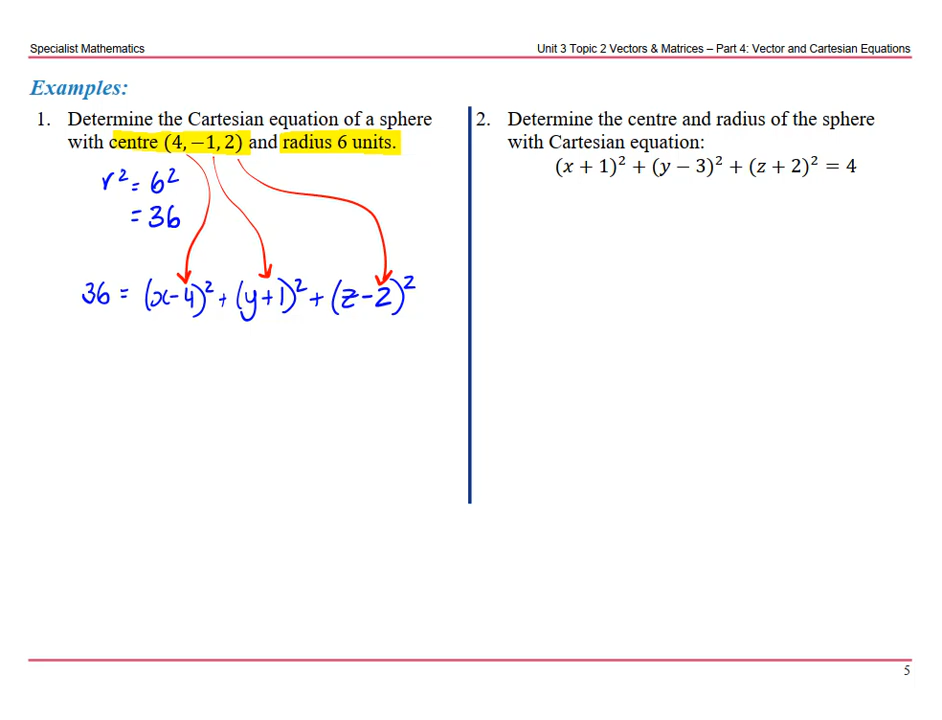 Specialist Mathematics
Unit 3 Topic 2 Vectors & Matrices – Part 4: Vector and Cartesian Equations
Examples:
1. Determine the Cartesian equation of a sphere
with centre (4, −1, 2) and radius 6 units.
r² = 6²
= 36
36 = (x-4)² + (y+1)² + (z-2)²
2. Determine the centre and radius of the sphere
with Cartesian equation:
(x + 1)² + (y − 3)² + (z + 2)² = 4
5